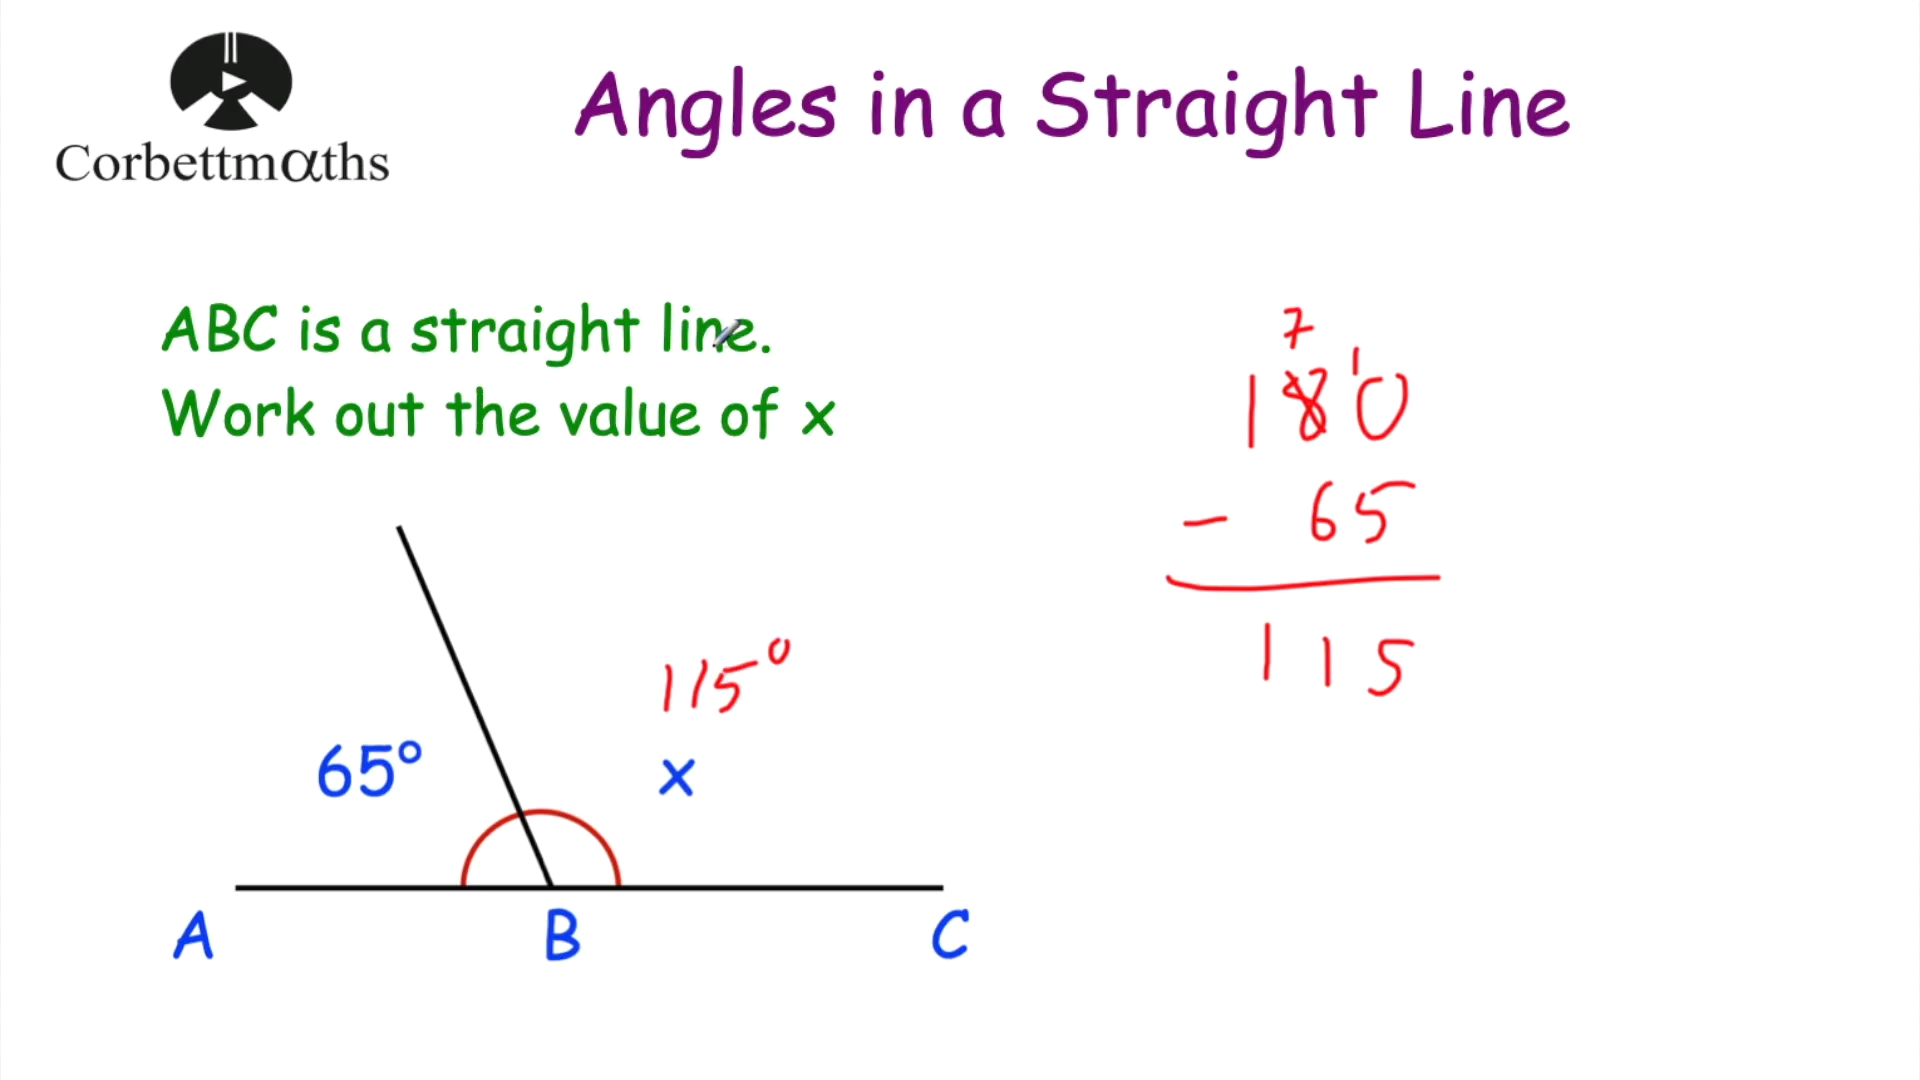 Corbettmαths
Angles in a Straight Line
ABC is a straight line.
Work out the value of x
65°
115°
x
A
B
C
7
1
180
- 65
115